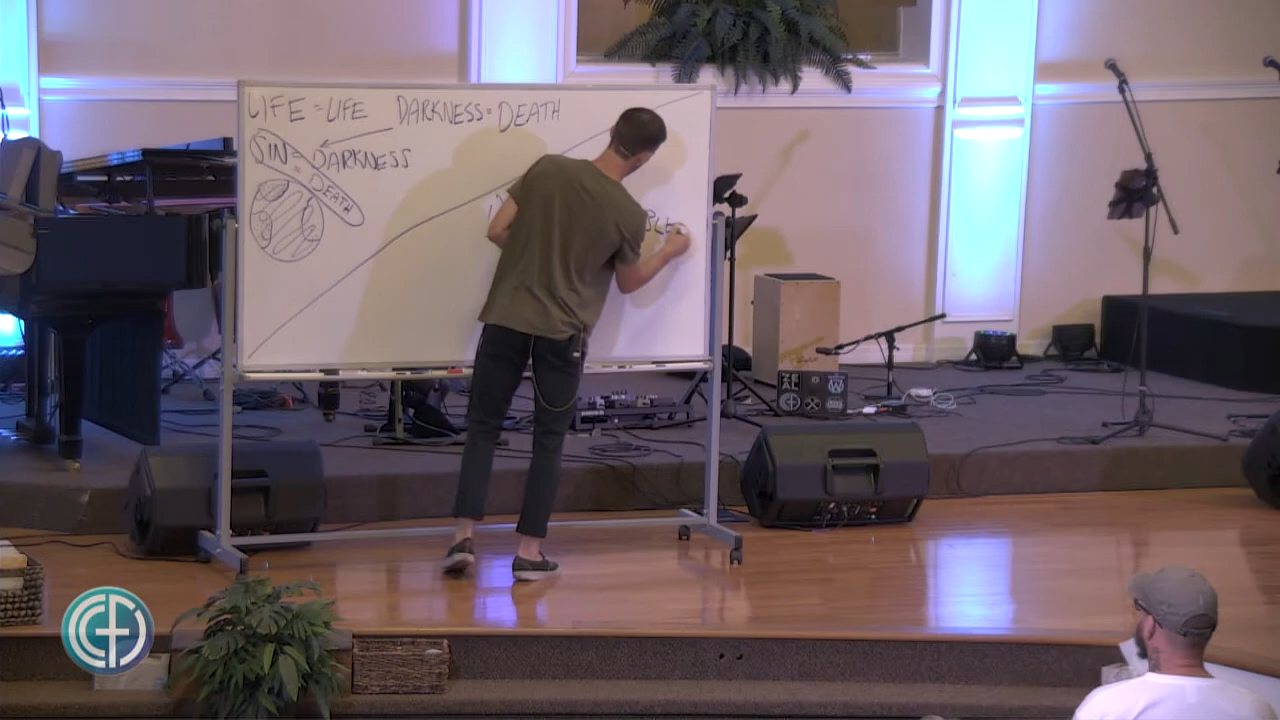 LIFE = LIFE DARKNESS = DEATH
SIN = DARKNESS
= DEATH